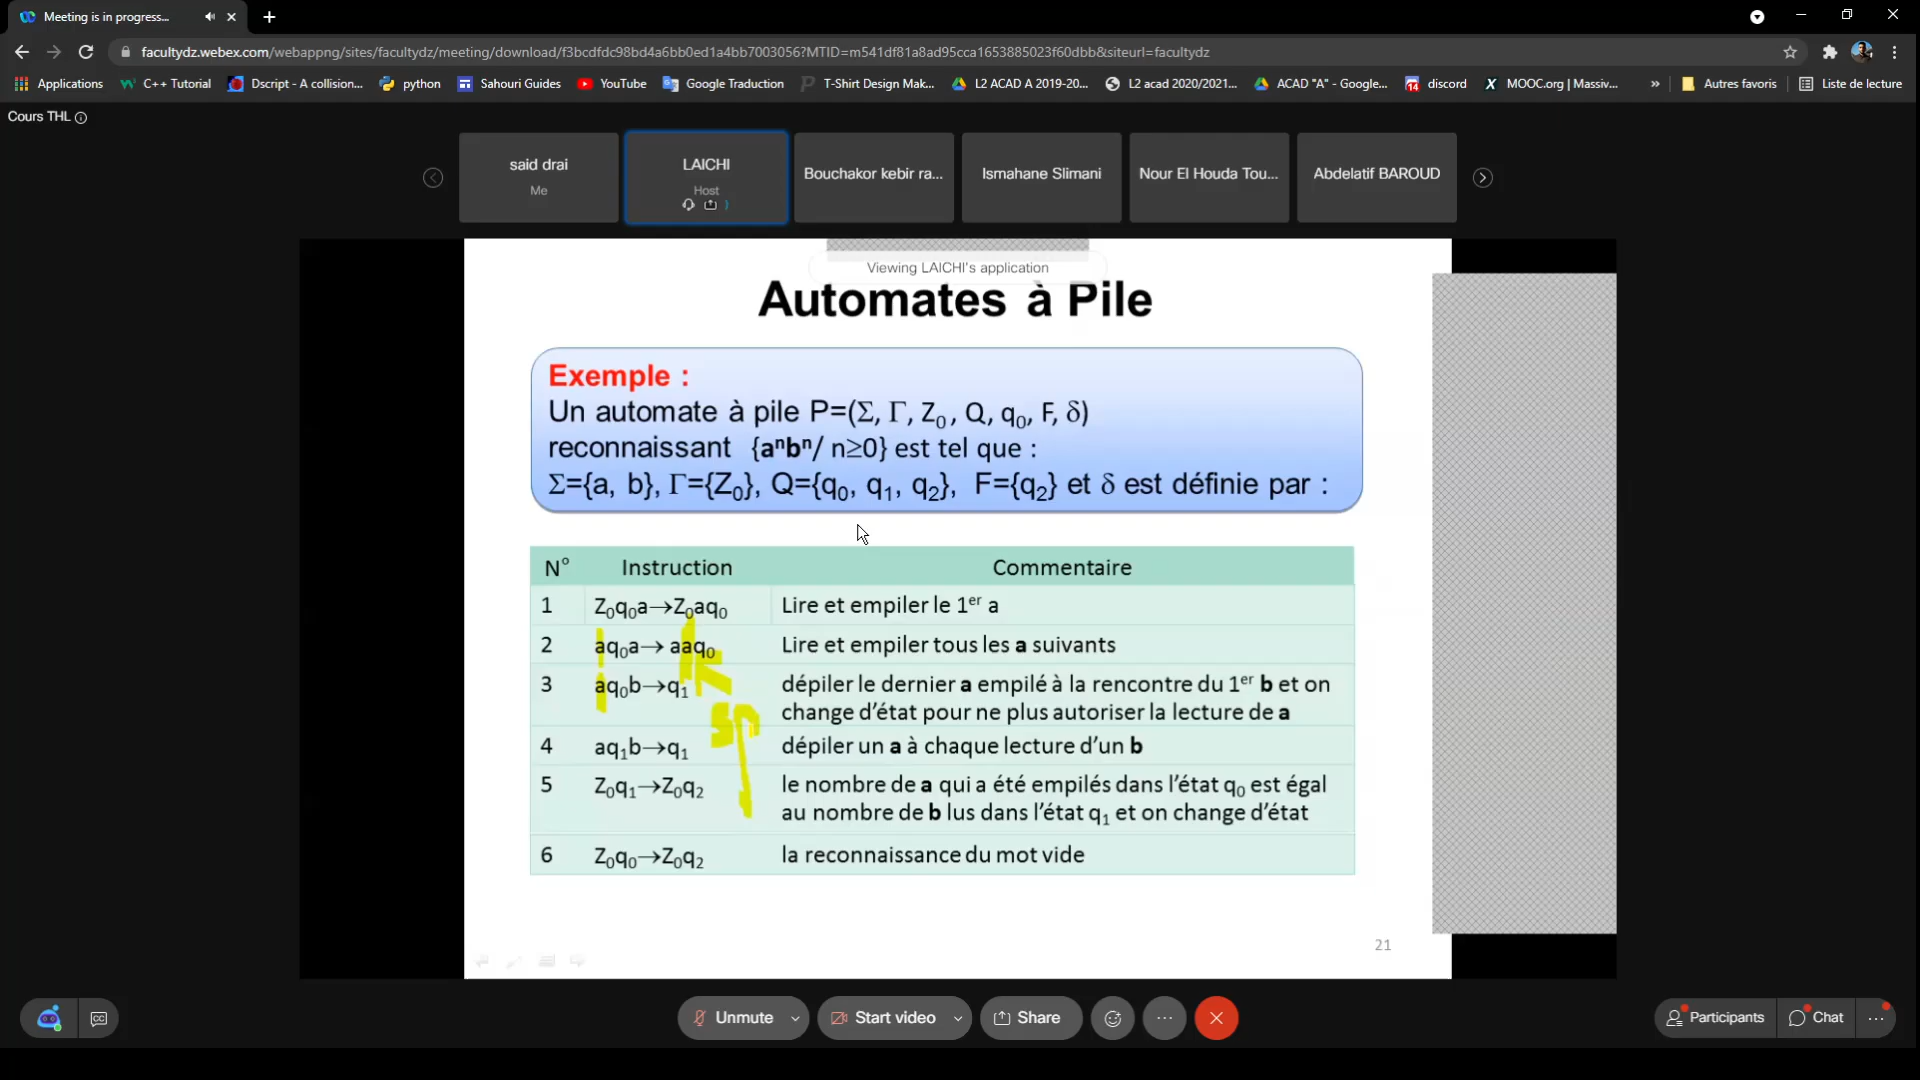 Meeting is in progress...
facultydz.webex.com/webappng/sites/facultydz/meeting/download/f3bcdfdc98bd4a6bb0ed1a4bb7003056?MTID=m541df81a8ad95cca1653885023f60dbb&siteurl=facultydz
Applications C++ Tutorial Dscript - A collision... python Sahouri Guides YouTube Google Traduction T-Shirt Design Mak... L2 ACAD A 2019-20... L2 acad 2020/2021... ACAD "A" - Google... 14 discord MOOC.org | Massiv... » Autres favoris Liste de lecture
Cours THL
said drai
Me
LAICHI
Host
Bouchakor kebir ra...
Ismahane Slimani
Nour El Houda Tou...
Abdelatif BAROUD
Viewing LAICHI's application
Automates à Pile
Exemple :
Un automate à pile P=(Σ, Γ, Z₀, Q, q₀, F, δ)
reconnaissant {aⁿbⁿ/ n≥0} est tel que :
Σ={a, b}, Γ={Z₀}, Q={q₀, q₁, q₂}, F={q₂} et δ est définie par :
N° Instruction Commentaire
1 Z₀q₀a→Z₀aq₀ Lire et empiler le 1er a
2 aq₀a→ aaq₀ Lire et empiler tous les a suivants
3 aq₀b→q₁ dépiler le dernier a empilé à la rencontre du 1er b et on
change d'état pour ne plus autoriser la lecture de a
4 aq₁b→q₁ dépiler un a à chaque lecture d'un b
5 Z₀q₁→Z₀q₂ le nombre de a qui a été empilés dans l'état q₀ est égal
au nombre de b lus dans l'état q₁ et on change d'état
6 Z₀q₀→Z₀q₂ la reconnaissance du mot vide
21
CC Unmute Start video Share Participants Chat